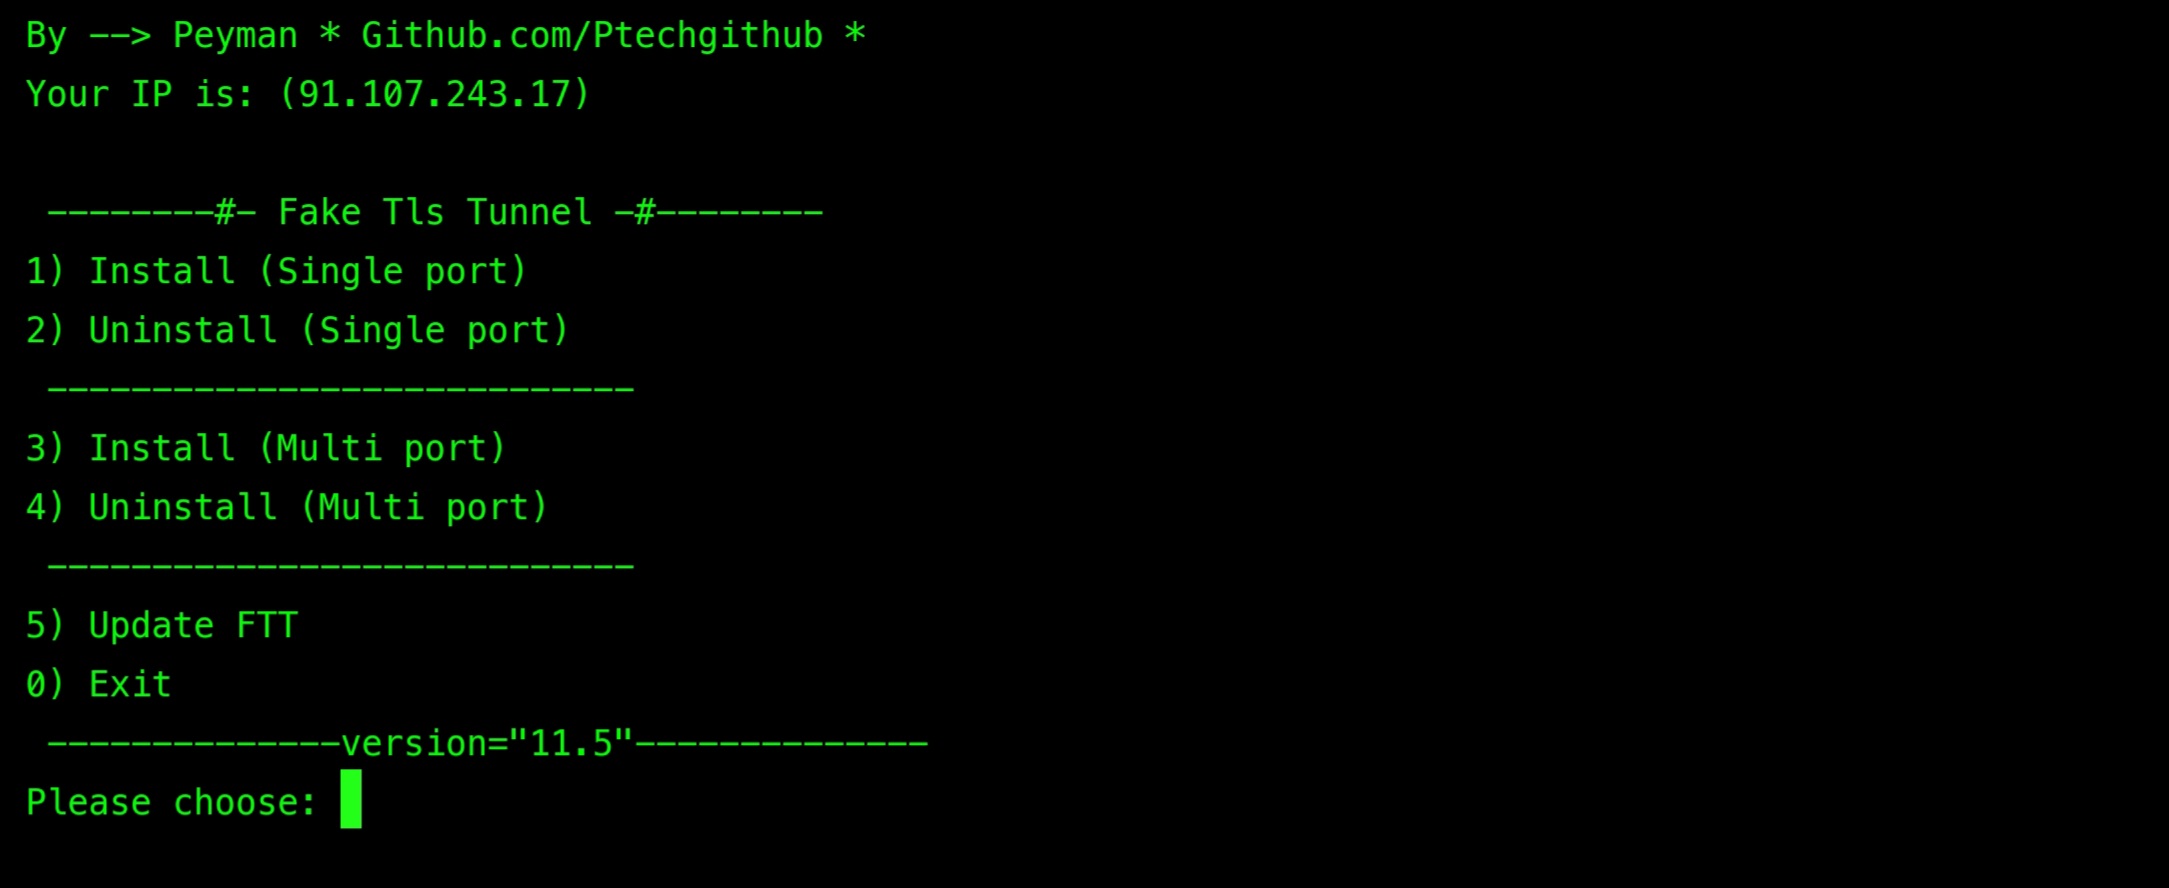 By --> Peyman * Github.com/Ptechgithub *
Your IP is: (91.107.243.17)
--------#- Fake Tls Tunnel -#--------
1) Install (Single port)
2) Uninstall (Single port)
----------------------------
3) Install (Multi port)
4) Uninstall (Multi port)
----------------------------
5) Update FTT
0) Exit
--------------version="11.5"--------------
Please choose: